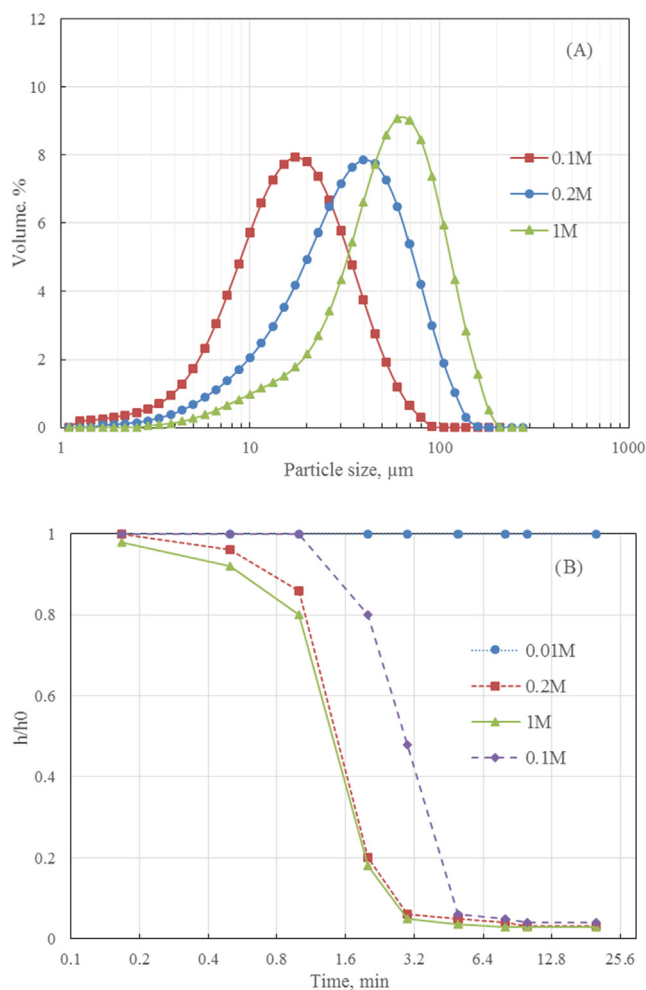 12
(A)
10
8
0.1M
0.2M
1M
6
4
2
0
Volume. %
1 10 100 1000
Particle size, µm
1
(B)
0.8
0.01M
0.2M
1M
0.1M
0.6
0.4
0.2
0
h/h0
0.1 0.2 0.4 0.8 1.6 3.2 6.4 12.8 25.6
Time, min